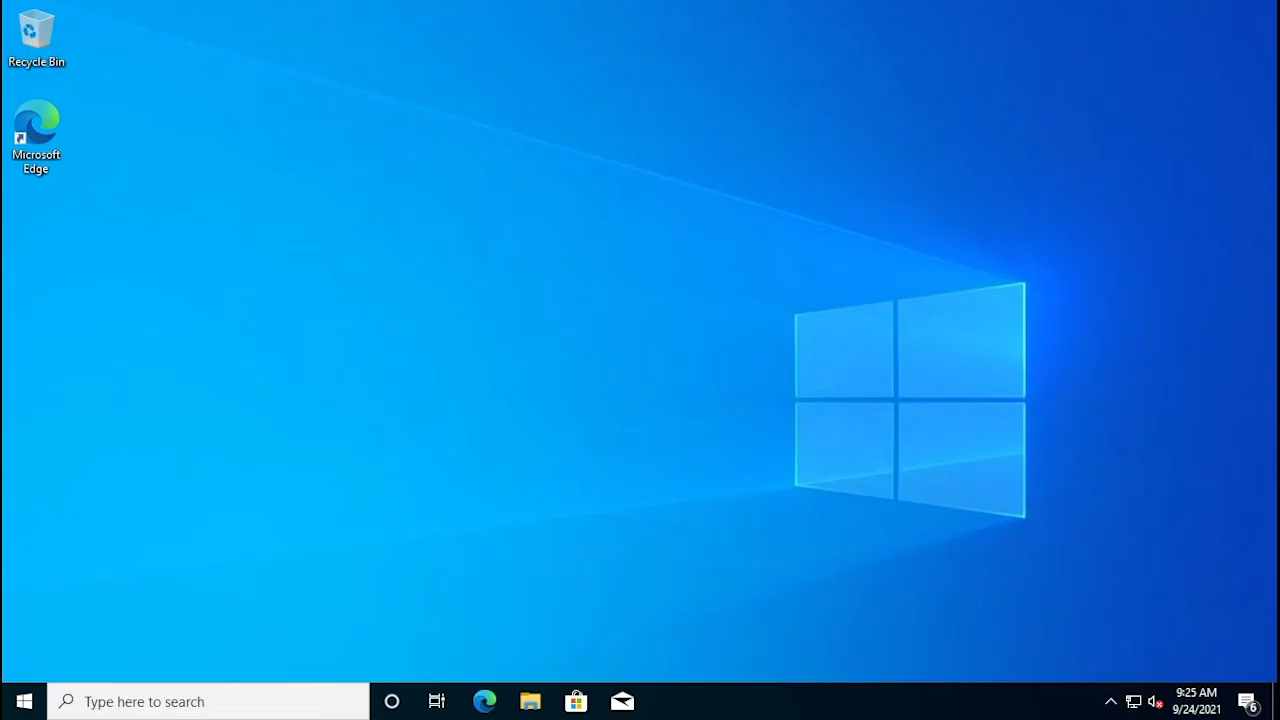 Recycle Bin
Microsoft
Edge
Type here to search
9:25 AM
9/24/2021
6